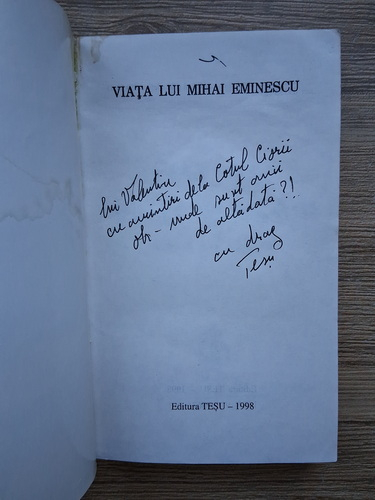 VIAȚA LUI MIHAI EMINESCU
lui Valentin
cu amintiri de la Cotul Ciorii
oh - unde sunt anii
de altădată ?!
cu drag
Teșu
Editura TEȘU – 1998